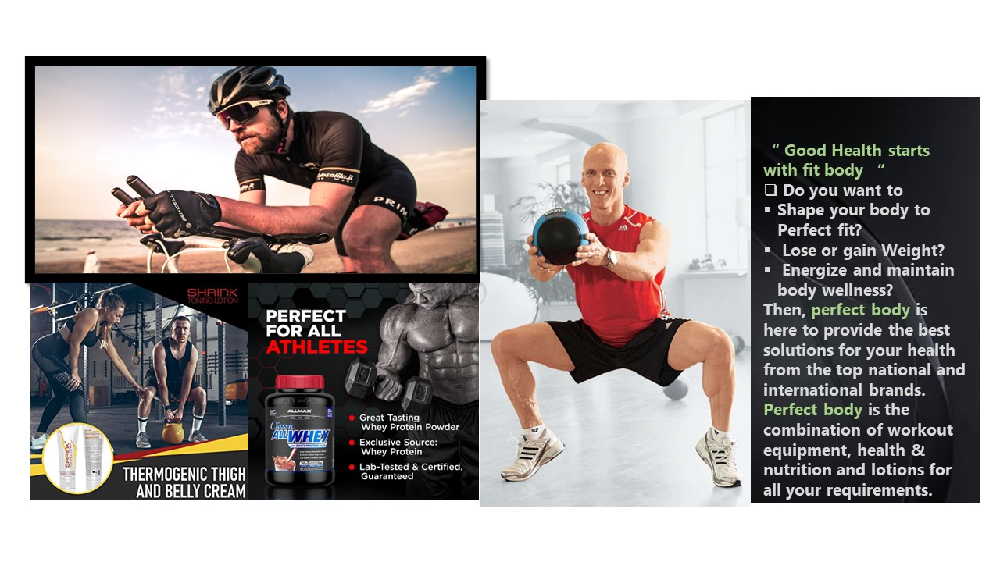 PRIM
SHRINK
TONING LOTION
THERMOGENIC THIGH
AND BELLY CREAM
PERFECT
FOR ALL
ATHLETES
ALLMAX
Classic
ALLWHEY
Great Tasting
Whey Protein Powder
Exclusive Source:
Whey Protein
Lab-Tested & Certified,
Guaranteed
“ Good Health starts
with fit body “
❑ Do you want to
▪ Shape your body to
Perfect fit?
▪ Lose or gain Weight?
▪ Energize and maintain
body wellness?
Then, perfect body is
here to provide the best
solutions for your health
from the top national and
international brands.
Perfect body is the
combination of workout
equipment, health &
nutrition and lotions for
all your requirements.